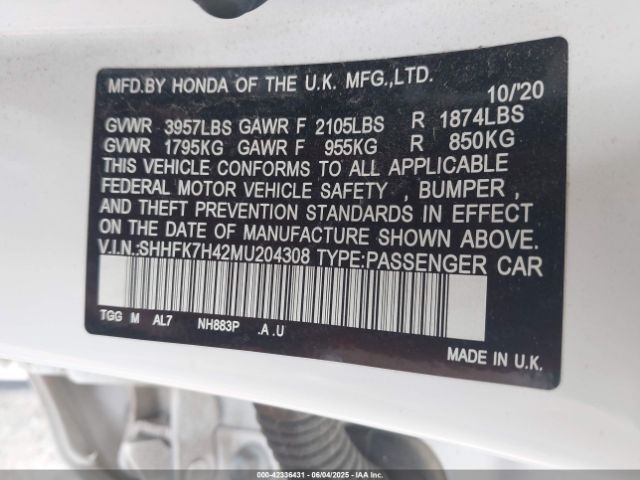 MFD.BY HONDA OF THE U.K. MFG.,LTD.
10/'20
GVWR 3957LBS GAWR F 2105LBS R 1874LBS
GVWR 1795KG GAWR F 955KG R 850KG
THIS VEHICLE CONFORMS TO ALL APPLICABLE
FEDERAL MOTOR VEHICLE SAFETY , BUMPER ,
AND THEFT PREVENTION STANDARDS IN EFFECT
ON THE DATE OF MANUFACTURE SHOWN ABOVE.
V.I.N.:SHHFK7H42MU204308 TYPE:PASSENGER CAR
TGG M AL7 NH883P .A .U
MADE IN U.K.
000-42336431 - 06/04/2025 - IAAI.COM